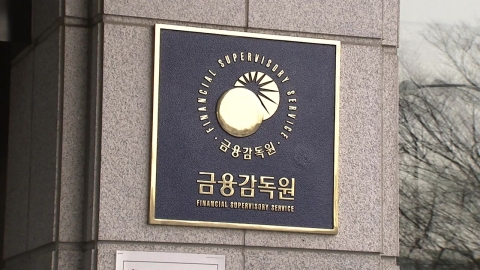 FINANCIAL SUPERVISORY SERVICE
· 금융감독원 ·
금융감독원
FINANCIAL SUPERVISORY SERVICE